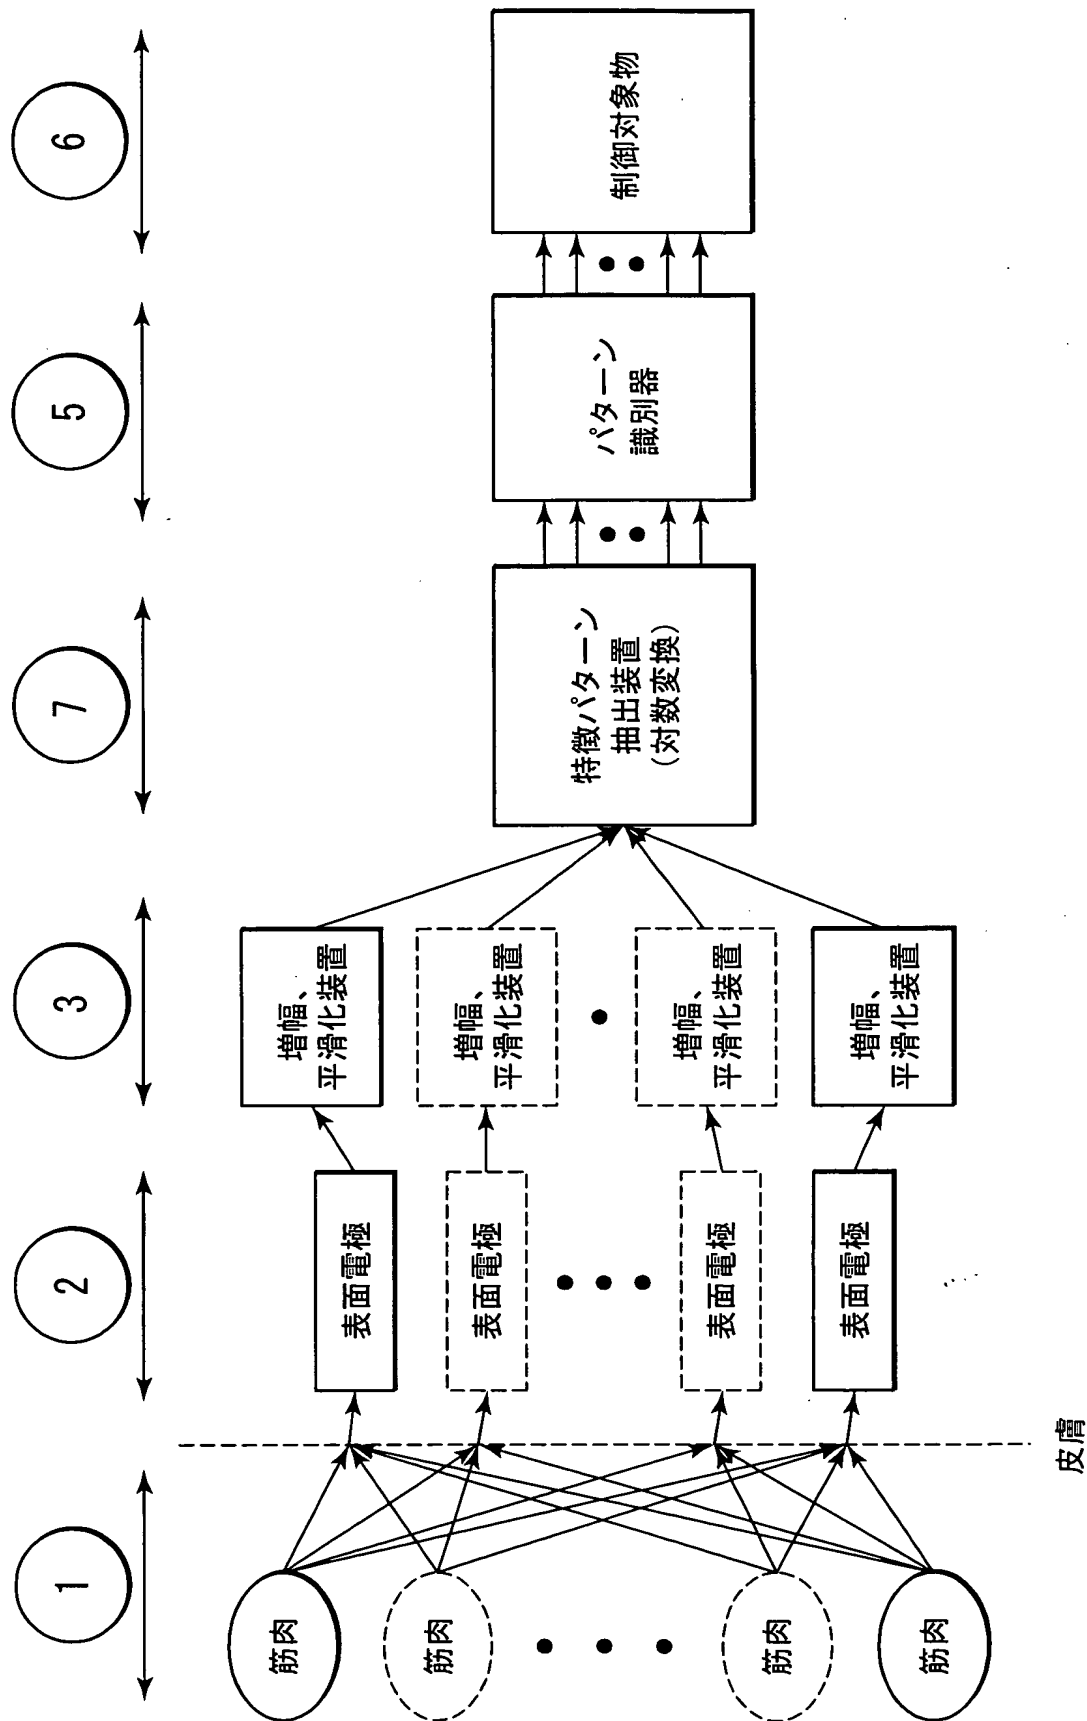 1
2
3
7
5
6
筋肉
筋肉
筋肉
筋肉
皮膚
表面電極
表面電極
表面電極
表面電極
増幅、
平滑化装置
増幅、
平滑化装置
増幅、
平滑化装置
増幅、
平滑化装置
特徴パターン
抽出装置
(対数変換)
パターン
識別器
制御対象物